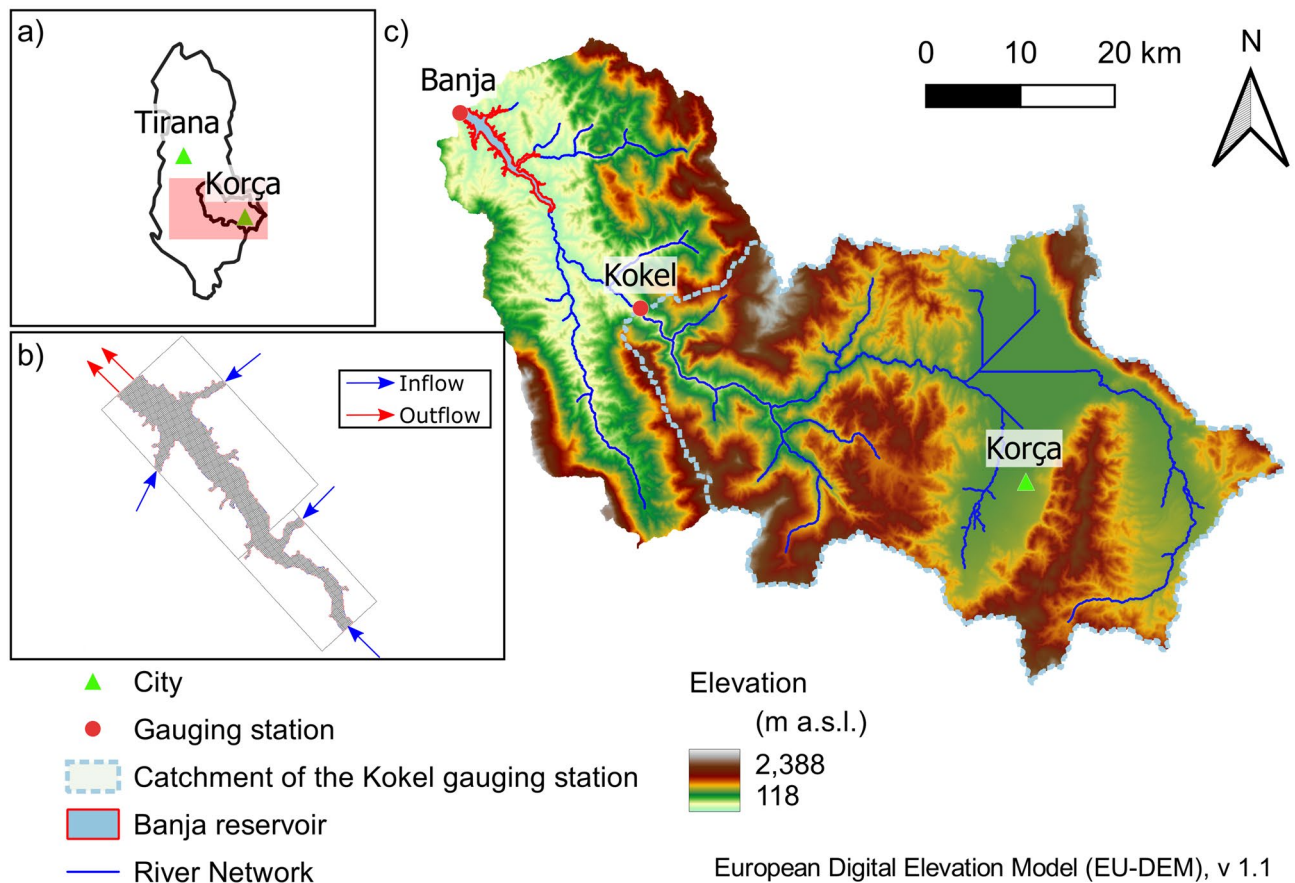 a)
Tirana
Korça
b)
Inflow
Outflow
c)
0 10 20 km
N
Banja
Kokel
Korça
City
Gauging station
Catchment of the Kokel gauging station
Banja reservoir
River Network
Elevation
(m a.s.l.)
2,388
118
European Digital Elevation Model (EU-DEM), v 1.1